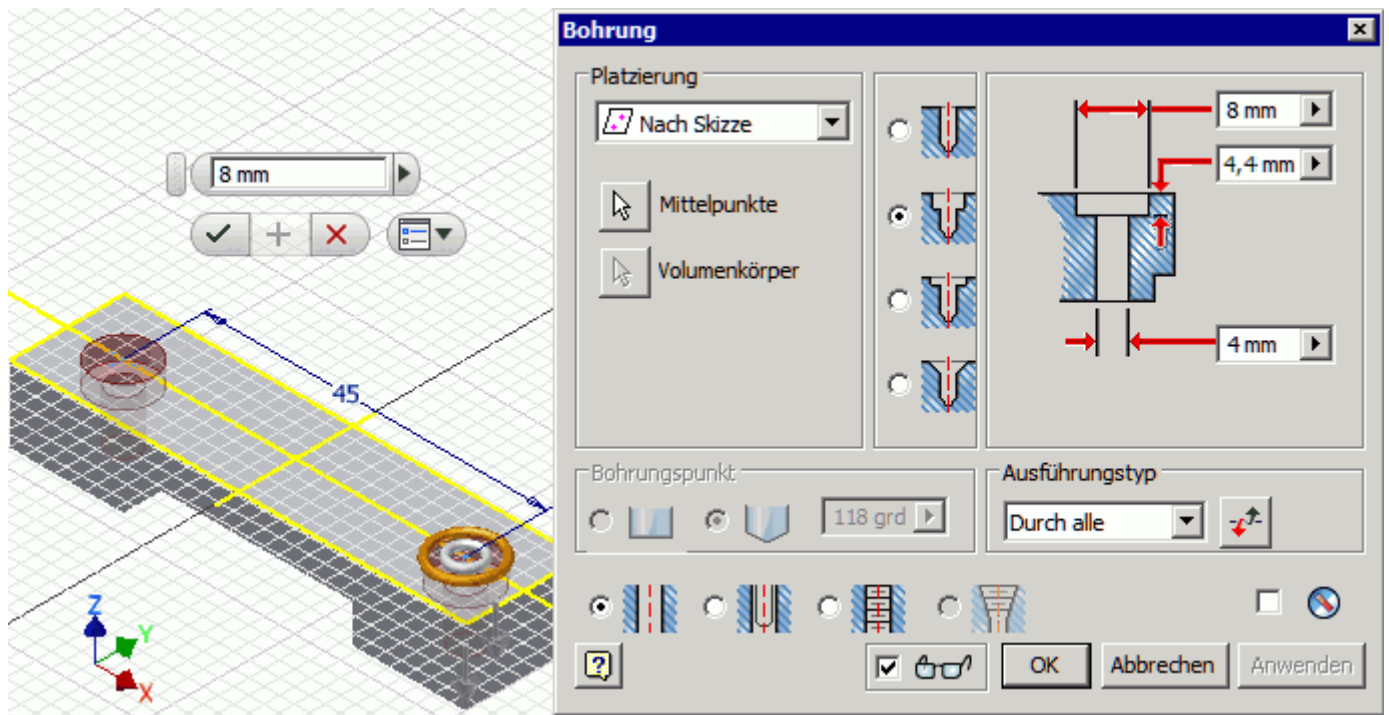 8 mm
45
Z
Y
X
Bohrung
Platzierung
Nach Skizze
Mittelpunkte
Volumenkörper
8 mm
4,4 mm
4 mm
Bohrungspunkt
118 grd
Ausführungstyp
Durch alle
OK
Abbrechen
Anwenden